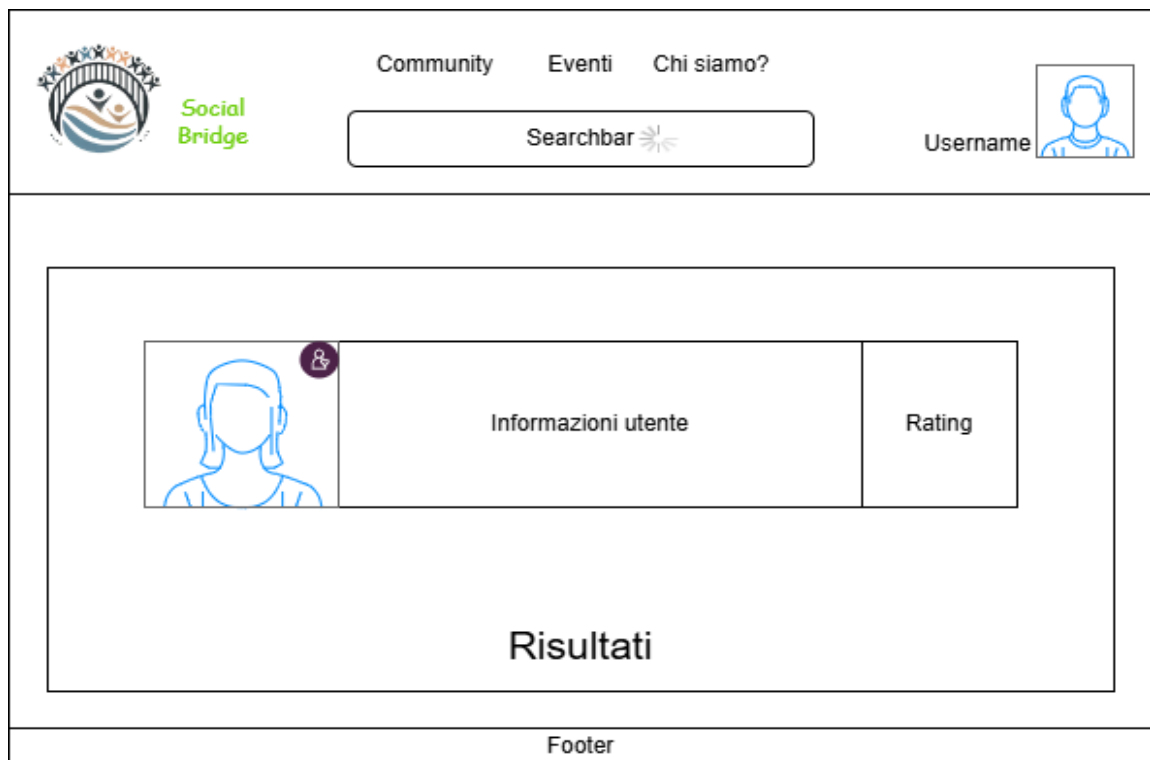 Community Eventi Chi siamo?
Social
Bridge
Searchbar
Username
Informazioni utente
Rating
Risultati
Footer